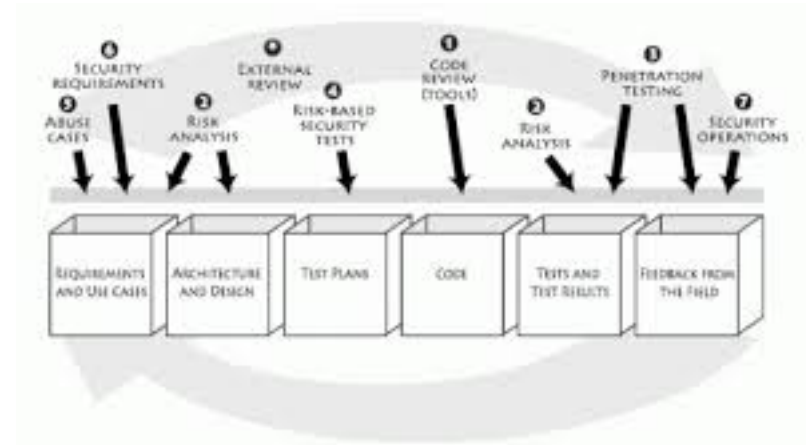 6
SECURITY
REQUIREMENTS
5
ABUSE
CASES
2
RISK
ANALYSIS
*
EXTERNAL
REVIEW
4
RISK-BASED
SECURITY
TESTS
1
CODE
REVIEW
(TOOLS)
2
RISK
ANALYSIS
3
PENETRATION
TESTING
7
SECURITY
OPERATIONS
REQUIREMENTS
AND USE CASES
ARCHITECTURE
AND DESIGN
TEST PLANS
CODE
TESTS AND
TEST RESULTS
FEEDBACK FROM
THE FIELD